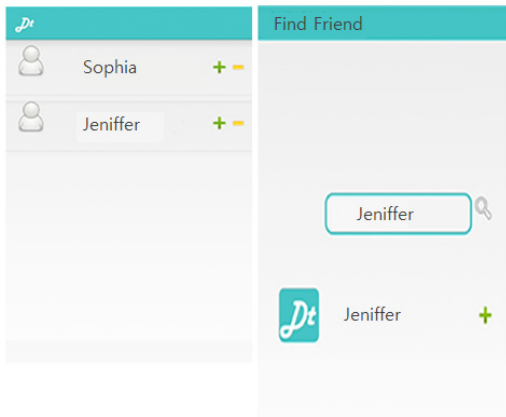 Dt
Sophia
Jeniffer
Find Friend
Jeniffer
Dt
Jeniffer